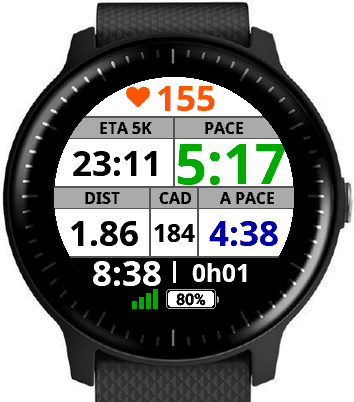 155
ETA 5K PACE
23:11 5:17
DIST CAD A PACE
1.86 184 4:38
8:38 | 0h01
80%